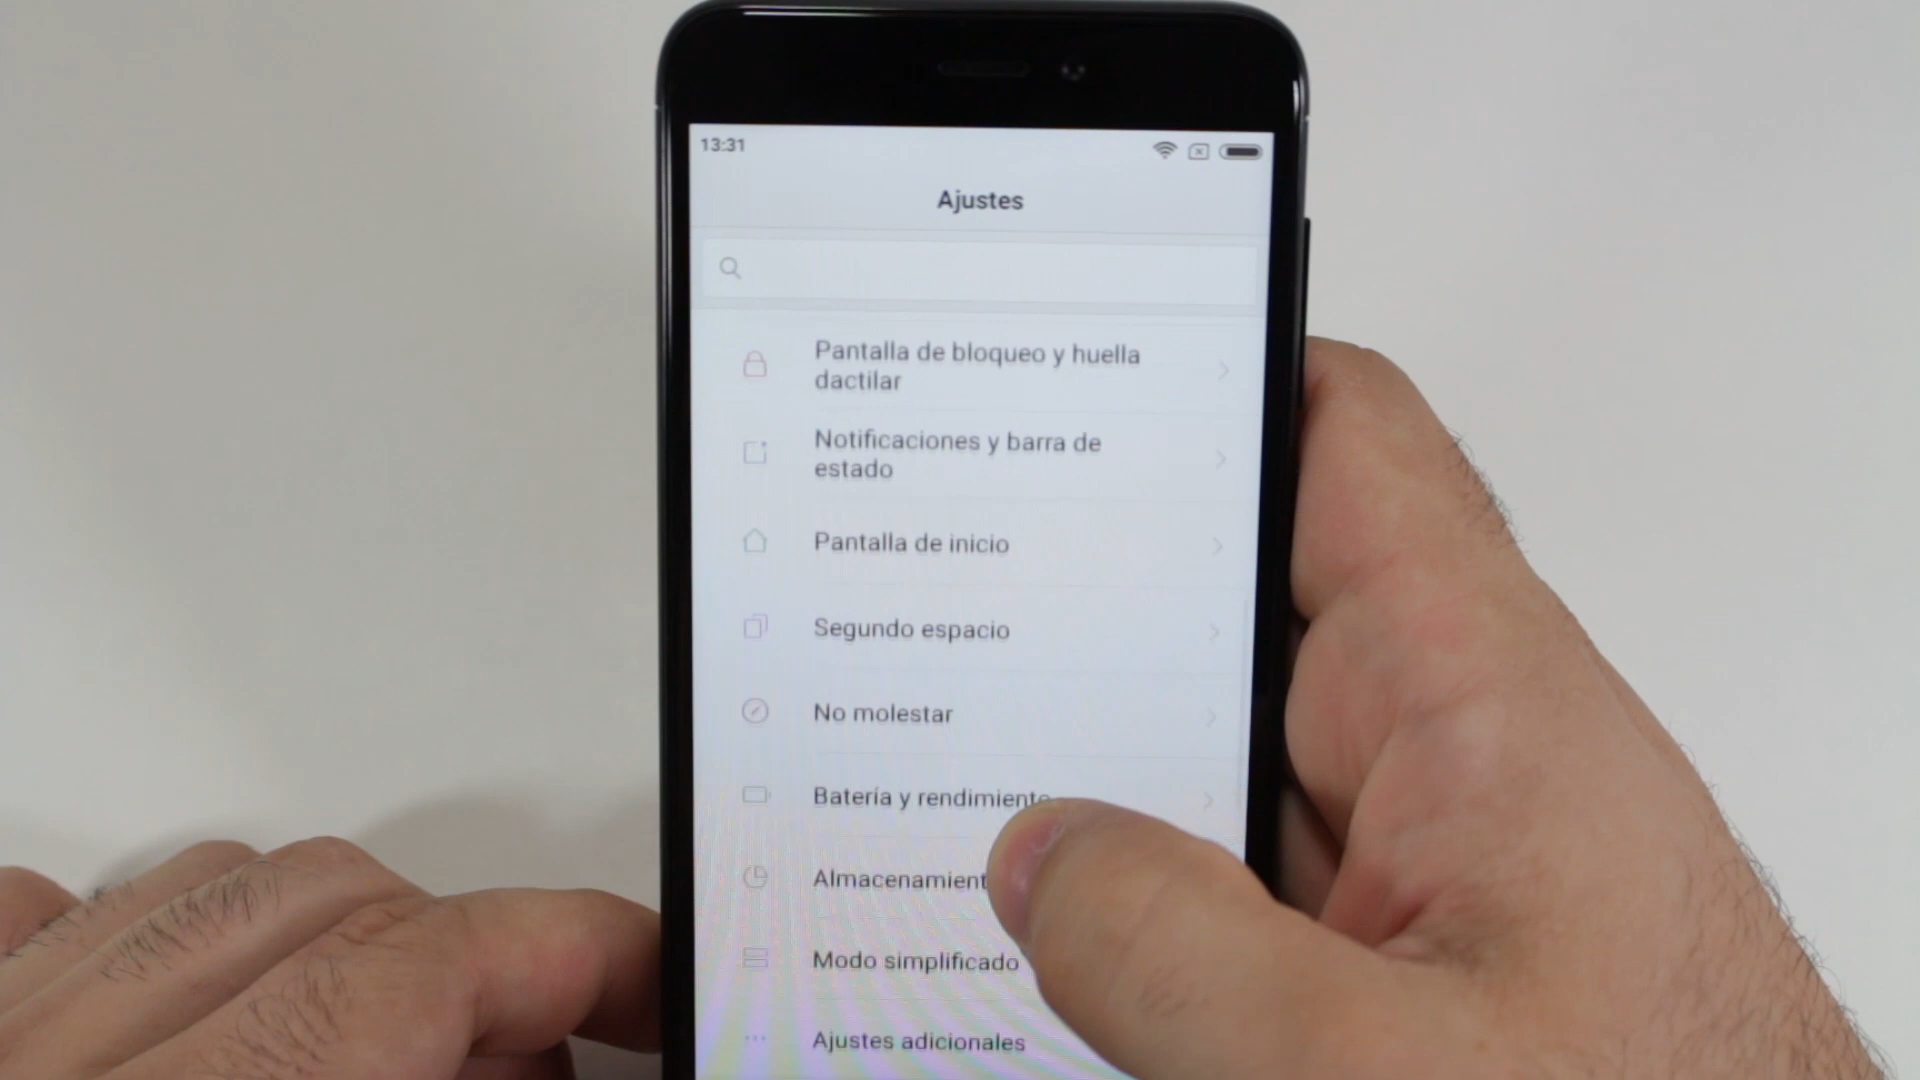 13:31
Ajustes
Pantalla de bloqueo y huella
dactilar
Notificaciones y barra de
estado
Pantalla de inicio
Segundo espacio
No molestar
Batería y rendimiento
Almacenamient
Modo simplificado
Ajustes adicionales